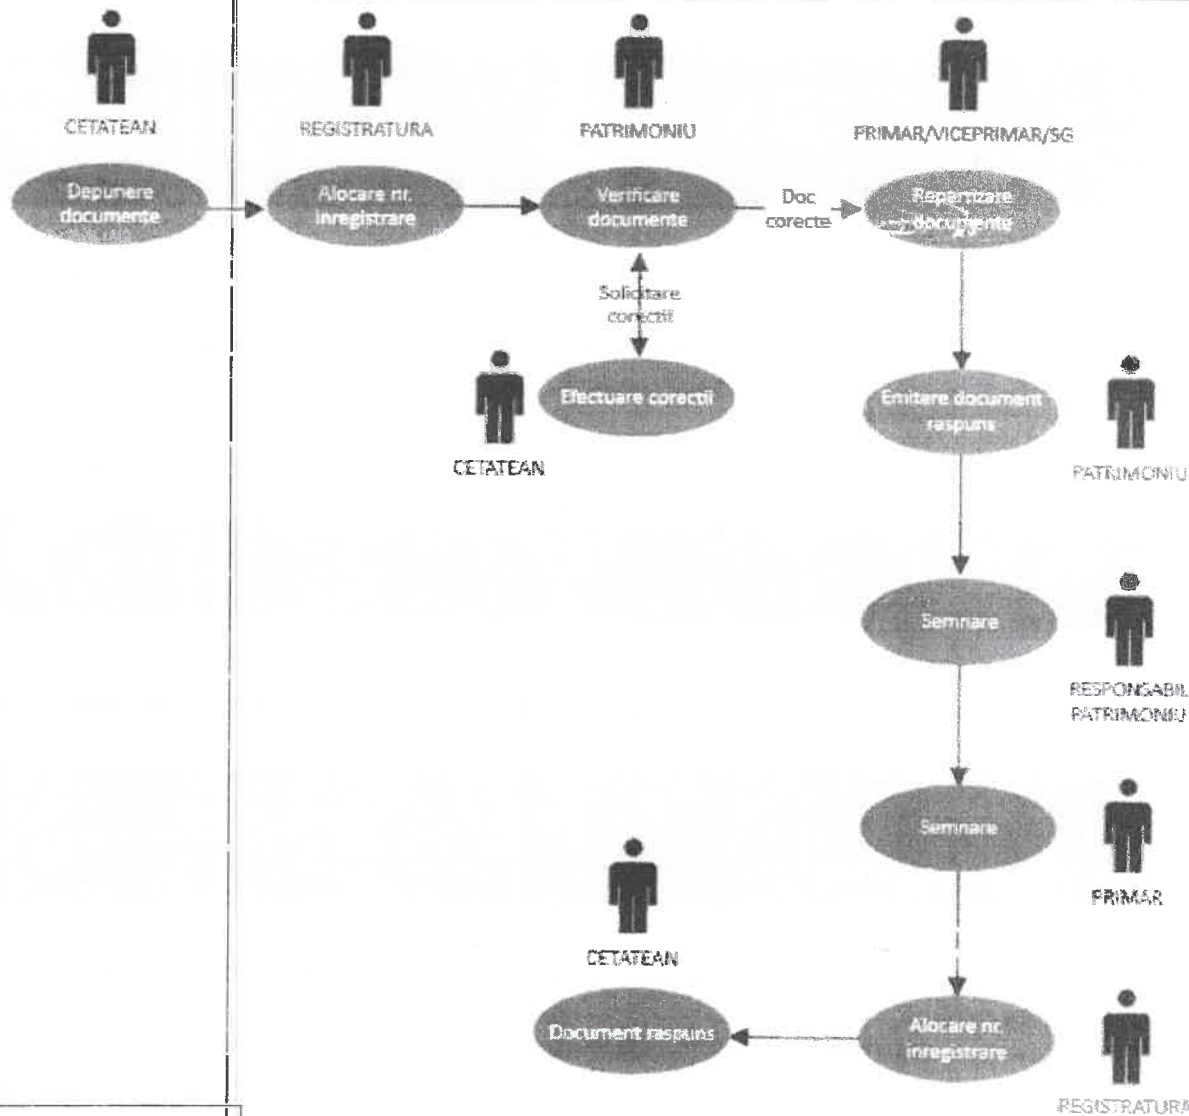 CETATEAN
REGISTRATURA
PATRIMONIU
PRIMAR/VICEPRIMAR/SG
Depunere
documente
Alocare nr.
inregistrare
Verificare
documente
Doc
corecte
Repartizare
documente
Solicitare
corectii
Efectuare corectii
CETATEAN
Emitere document
raspuns
PATRIMONIU
Semnare
RESPONSABIL
PATRIMONIU
Semnare
PRIMAR
CETATEAN
Document raspuns
Alocare nr.
inregistrare
REGISTRATURA